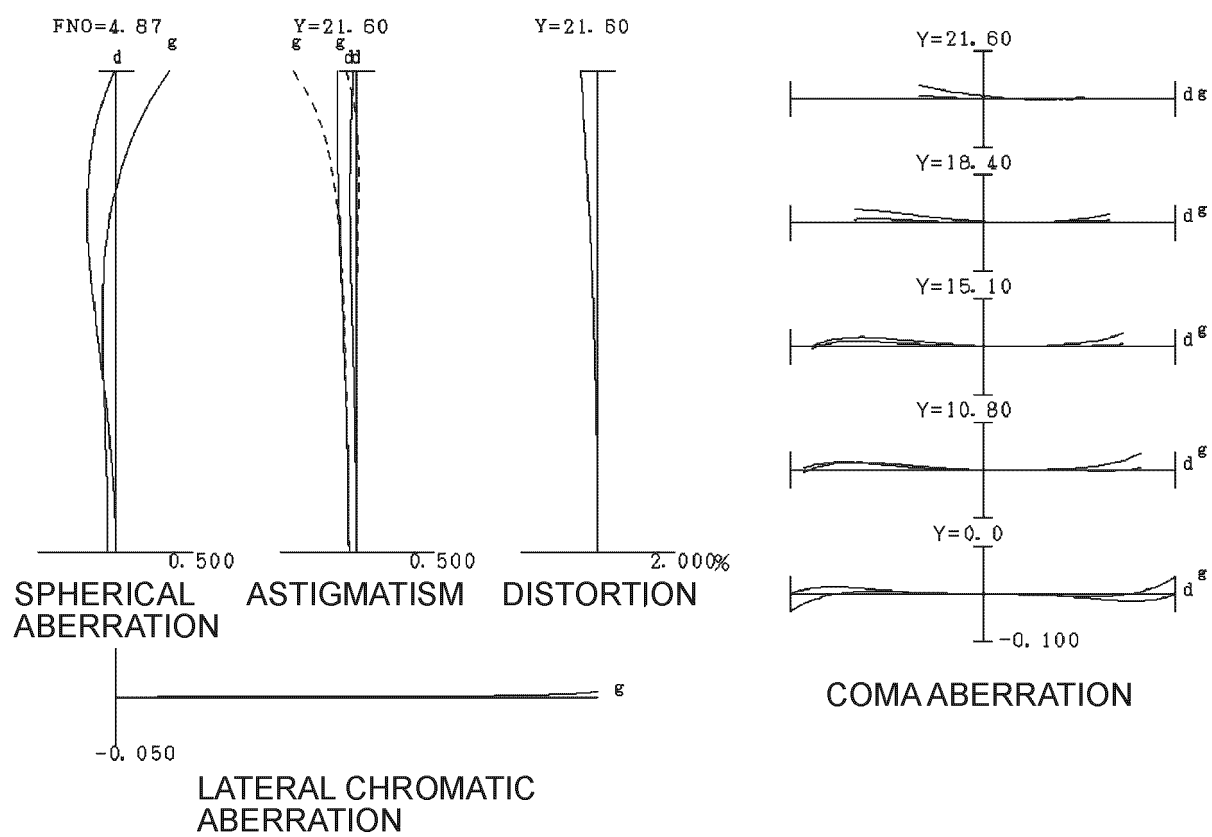 FNO=4.87
g
d
0.500
SPHERICAL
ABERRATION
Y=21.60
g g
d d
0.500
ASTIGMATISM
Y=21.60
2.000%
DISTORTION
g
-0.050
LATERAL CHROMATIC
ABERRATION
Y=21.60
d g
Y=18.40
d g
Y=15.10
d g
Y=10.80
d g
Y=0.0
d g
-0.100
COMA ABERRATION